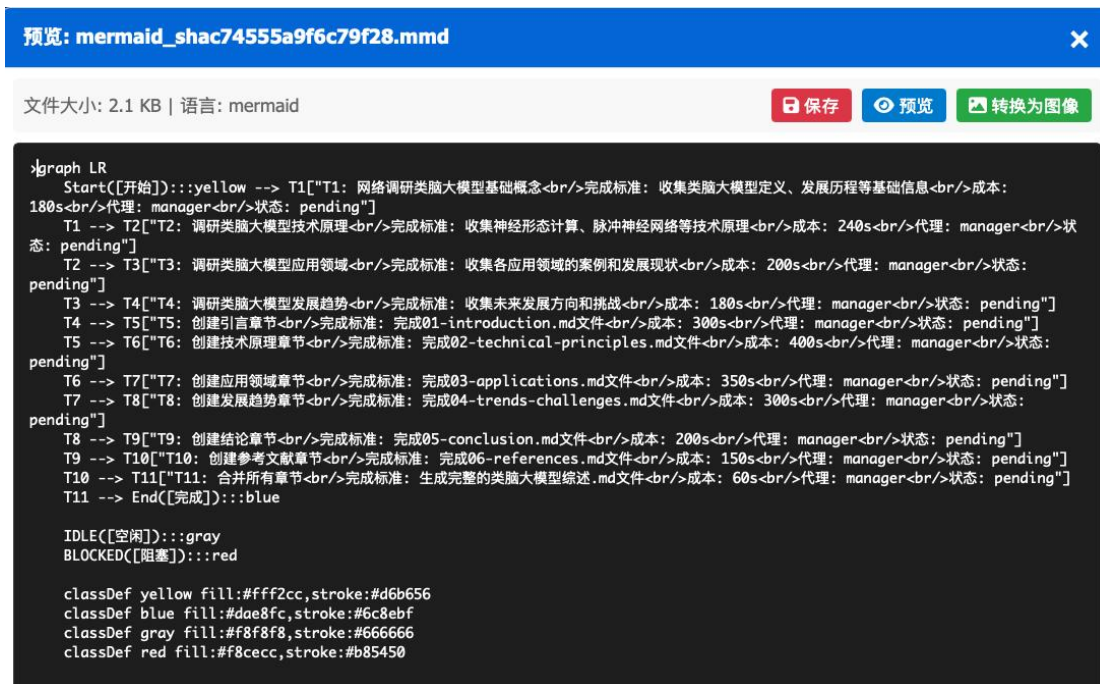 预览: mermaid_shac74555a9f6c79f28.mmd
文件大小: 2.1 KB | 语言: mermaid
保存
预览
转换为图像
graph LR
Start([开始]):::yellow --> T1["T1: 网络调研类脑大模型基础概念<br/>完成标准: 收集类脑大模型定义、发展历程等基础信息<br/>成本:
180s<br/>代理: manager<br/>状态: pending"]
T1 --> T2["T2: 调研类脑大模型技术原理<br/>完成标准: 收集神经形态计算、脉冲神经网络等技术原理<br/>成本: 240s<br/>代理: manager<br/>状
态: pending"]
T2 --> T3["T3: 调研类脑大模型应用领域<br/>完成标准: 收集各应用领域的案例和发展现状<br/>成本: 200s<br/>代理: manager<br/>状态:
pending"]
T3 --> T4["T4: 调研类脑大模型发展趋势<br/>完成标准: 收集未来发展方向和挑战<br/>成本: 180s<br/>代理: manager<br/>状态: pending"]
T4 --> T5["T5: 创建引言章节<br/>完成标准: 完成01-introduction.md文件<br/>成本: 300s<br/>代理: manager<br/>状态: pending"]
T5 --> T6["T6: 创建技术原理章节<br/>完成标准: 完成02-technical-principles.md文件<br/>成本: 400s<br/>代理: manager<br/>状态:
pending"]
T6 --> T7["T7: 创建应用领域章节<br/>完成标准: 完成03-applications.md文件<br/>成本: 350s<br/>代理: manager<br/>状态: pending"]
T7 --> T8["T8: 创建发展趋势章节<br/>完成标准: 完成04-trends-challenges.md文件<br/>成本: 300s<br/>代理: manager<br/>状态:
pending"]
T8 --> T9["T9: 创建结论章节<br/>完成标准: 完成05-conclusion.md文件<br/>成本: 200s<br/>代理: manager<br/>状态: pending"]
T9 --> T10["T10: 创建参考文献章节<br/>完成标准: 完成06-references.md文件<br/>成本: 150s<br/>代理: manager<br/>状态: pending"]
T10 --> T11["T11: 合并所有章节<br/>完成标准: 生成完整的类脑大模型综述.md文件<br/>成本: 60s<br/>代理: manager<br/>状态: pending"]
T11 --> End([完成]):::blue
IDLE([空闲]):::gray
BLOCKED([阻塞]):::red
classDef yellow fill:#fff2cc,stroke:#d6b656
classDef blue fill:#dae8fc,stroke:#6c8ebf
classDef gray fill:#f8f8f8,stroke:#666666
classDef red fill:#f8cecc,stroke:#b85450